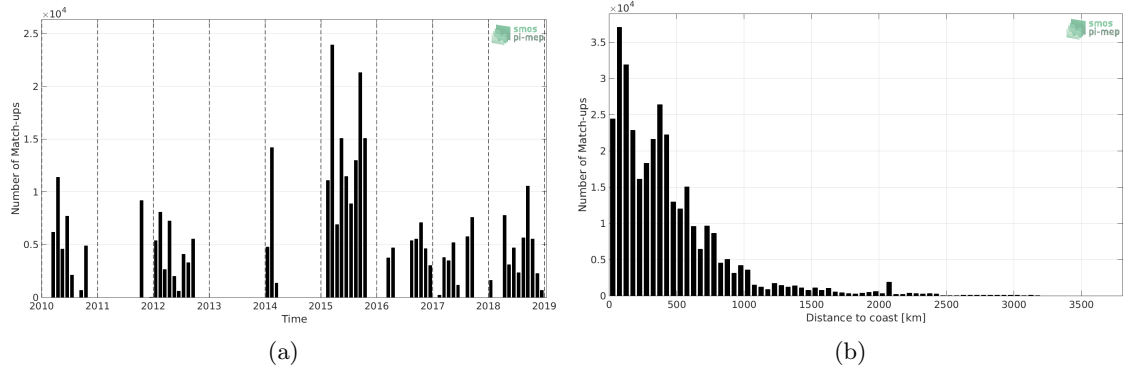 ×10⁴
2.5
2
1.5
1
0.5
0
2010 2011 2012 2013 2014 2015 2016 2017 2018 2019
Time
Number of Match-ups
smos
pi-mep
(a)
×10⁴
3.5
3
2.5
2
1.5
1
0.5
0
0 500 1000 1500 2000 2500 3000 3500
Distance to coast [km]
Number of Match-ups
smos
pi-mep
(b)